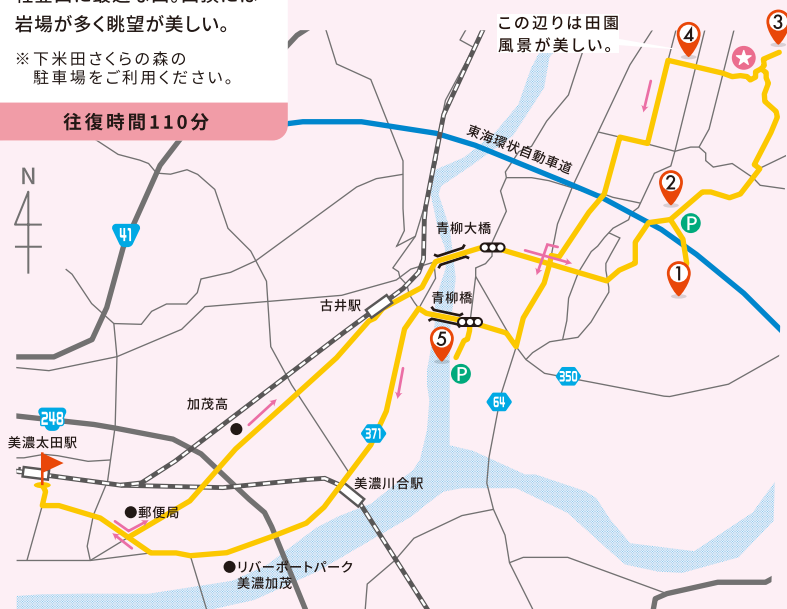 岩場が多く眺望が美しい。
※下米田さくらの森の
駐車場をご利用ください。
往復時間110分
この辺りは田園
風景が美しい。
4
3
東海環状自動車道
N
2
P
41
青柳大橋
1
古井駅
青柳橋
5
P
350
加茂高
64
248
371
美濃太田駅
美濃川合駅
郵便局
リバーポートパーク
美濃加茂